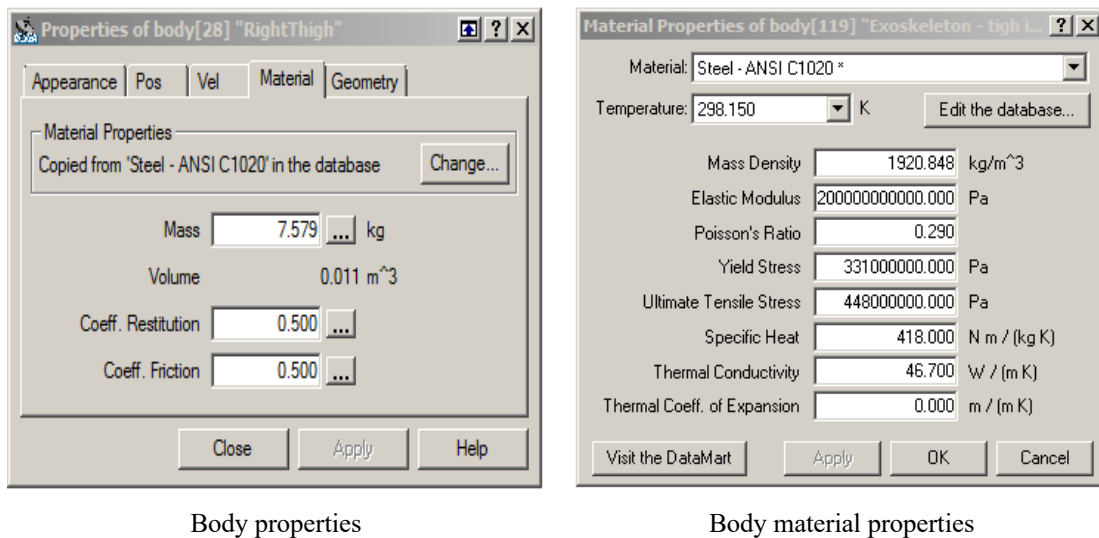 Properties of body[28] "RightThigh"
Appearance Pos Vel Material Geometry
Material Properties
Copied from 'Steel - ANSI C1020' in the database Change...
Mass 7.579 ... kg
Volume 0.011 m^3
Coeff. Restitution 0.500 ...
Coeff. Friction 0.500 ...
Close Apply Help
Body properties
Material Properties of body[119] "Exoskeleton - tigh i...
Material: Steel - ANSI C1020 *
Temperature: 298.150 K Edit the database...
Mass Density 1920.848 kg/m^3
Elastic Modulus 200000000000.000 Pa
Poisson's Ratio 0.290
Yield Stress 331000000.000 Pa
Ultimate Tensile Stress 448000000.000 Pa
Specific Heat 418.000 N m / (kg K)
Thermal Conductivity 46.700 W / (m K)
Thermal Coeff. of Expansion 0.000 m / (m K)
Visit the DataMart Apply OK Cancel
Body material properties